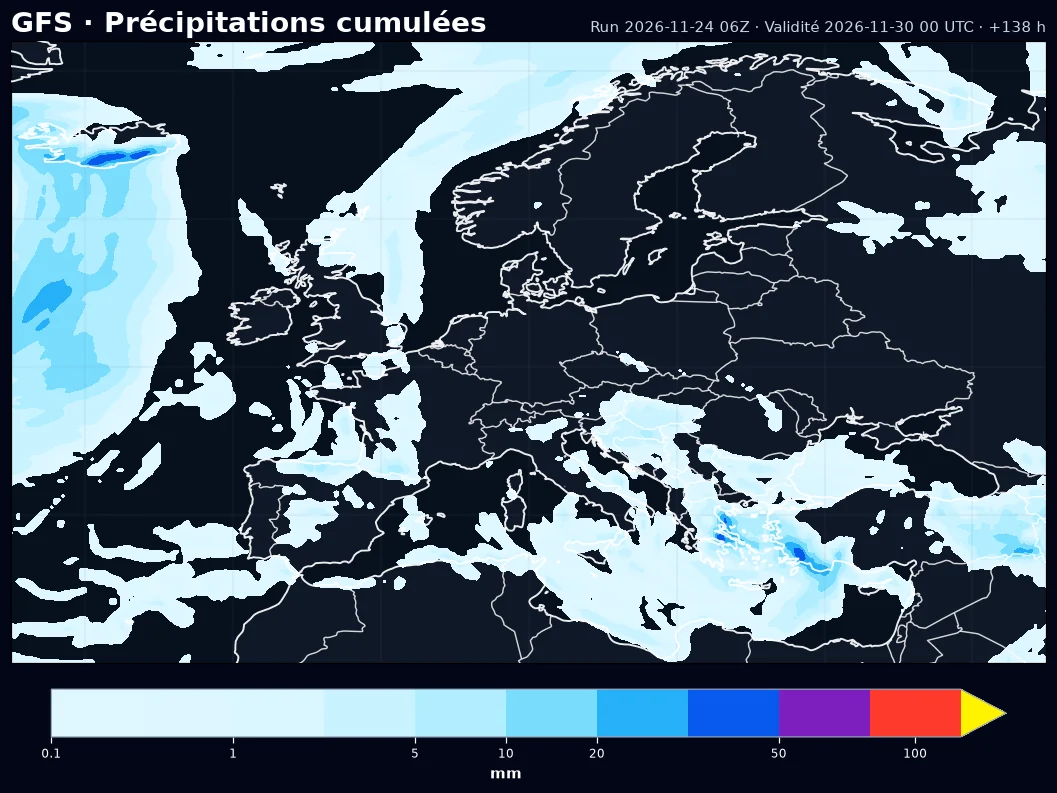 GFS · Précipitations cumulées
Run 2026-11-24 06Z · Validité 2026-11-30 00 UTC · +138 h
0.1 1 5 10 20 50 100
mm